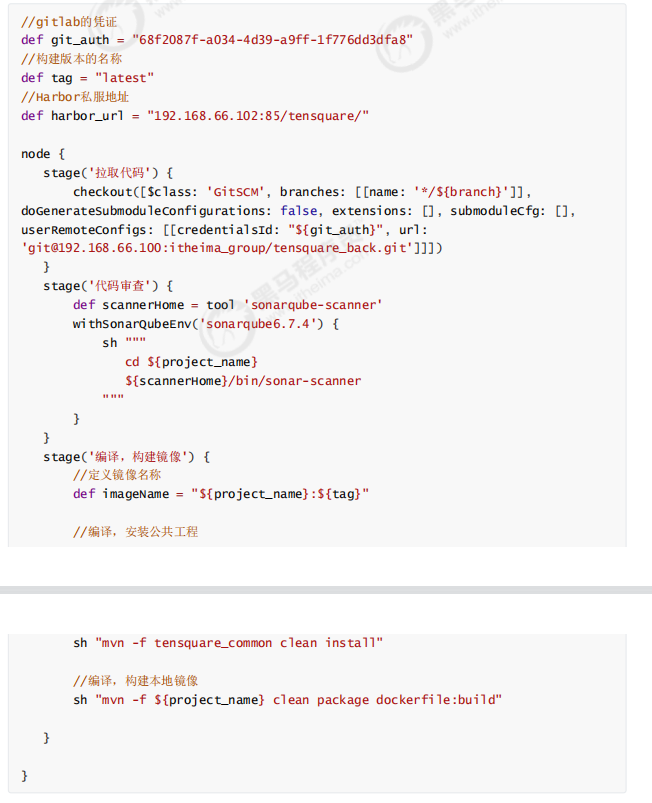 //gitlab的凭证
def git_auth = "68f2087f-a034-4d39-a9ff-1f776dd3dfa8"
//构建版本的名称
def tag = "latest"
//Harbor私服地址
def harbor_url = "192.168.66.102:85/tensquare/"

node {
   stage('拉取代码') {
       checkout([$class: 'GitSCM', branches: [[name: '*/${branch}']],
doGenerateSubmoduleConfigurations: false, extensions: [], submoduleCfg: [],
userRemoteConfigs: [[credentialsId: "${git_auth}", url:
'git@192.168.66.100:itheima_group/tensquare_back.git']]])
   }
   stage('代码审查') {
       def scannerHome = tool 'sonarqube-scanner'
       withSonarQubeEnv('sonarqube6.7.4') {
           sh """
              cd ${project_name}
              ${scannerHome}/bin/sonar-scanner
           """
       }
   }
   stage('编译，构建镜像') {
       //定义镜像名称
       def imageName = "${project_name}:${tag}"

       //编译，安装公共工程
       sh "mvn -f tensquare_common clean install"

       //编译，构建本地镜像
       sh "mvn -f ${project_name} clean package dockerfile:build"

   }

}